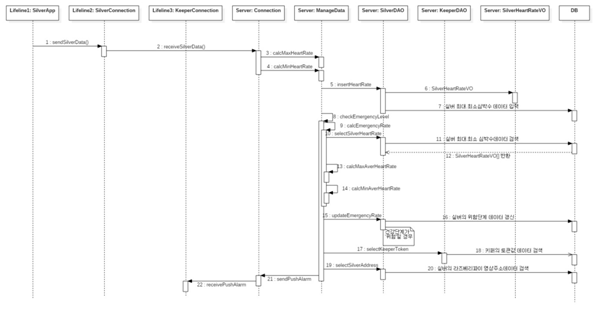 Lifeline1: SilverApp
Lifeline2: SilverConnection
Lifeline3: KeeperConnection
Server: Connection
Server: ManageData
Server: SilverDAO
Server: KeeperDAO
Server: SilverHeartRateVO
DB
1 : sendSilverData()
2 : receiveSilverData()
3 : calcMaxHeartRate
4 : calcMinHeartRate
5 : insertHeartRate
6 : SilverHeartRateVO
7 : 실버 최대 최소심박수 데이터 입력
8 : checkEmergencyLevel
9 : calcEmergencyRate
10 : selectSilverHeartRate
11 : 실버 최대 최소 심박수데이터 검색
12 : SilverHeartRateVO[] 반환
13 : calcMaxAverHeartRate
14 : calcMinAverHeartRate
15 : updateEmergencyRate
16 : 실버의 위험단계 데이터 갱신
위험일 경우
17 : selectKeeperToken
18 : 키퍼의 토큰값 데이터 검색
19 : selectSilverAddress
20 : 실버의 라즈베리파이 영상주소데이터 검색
21 : sendPushAlarm
22 : receivePushAlarm